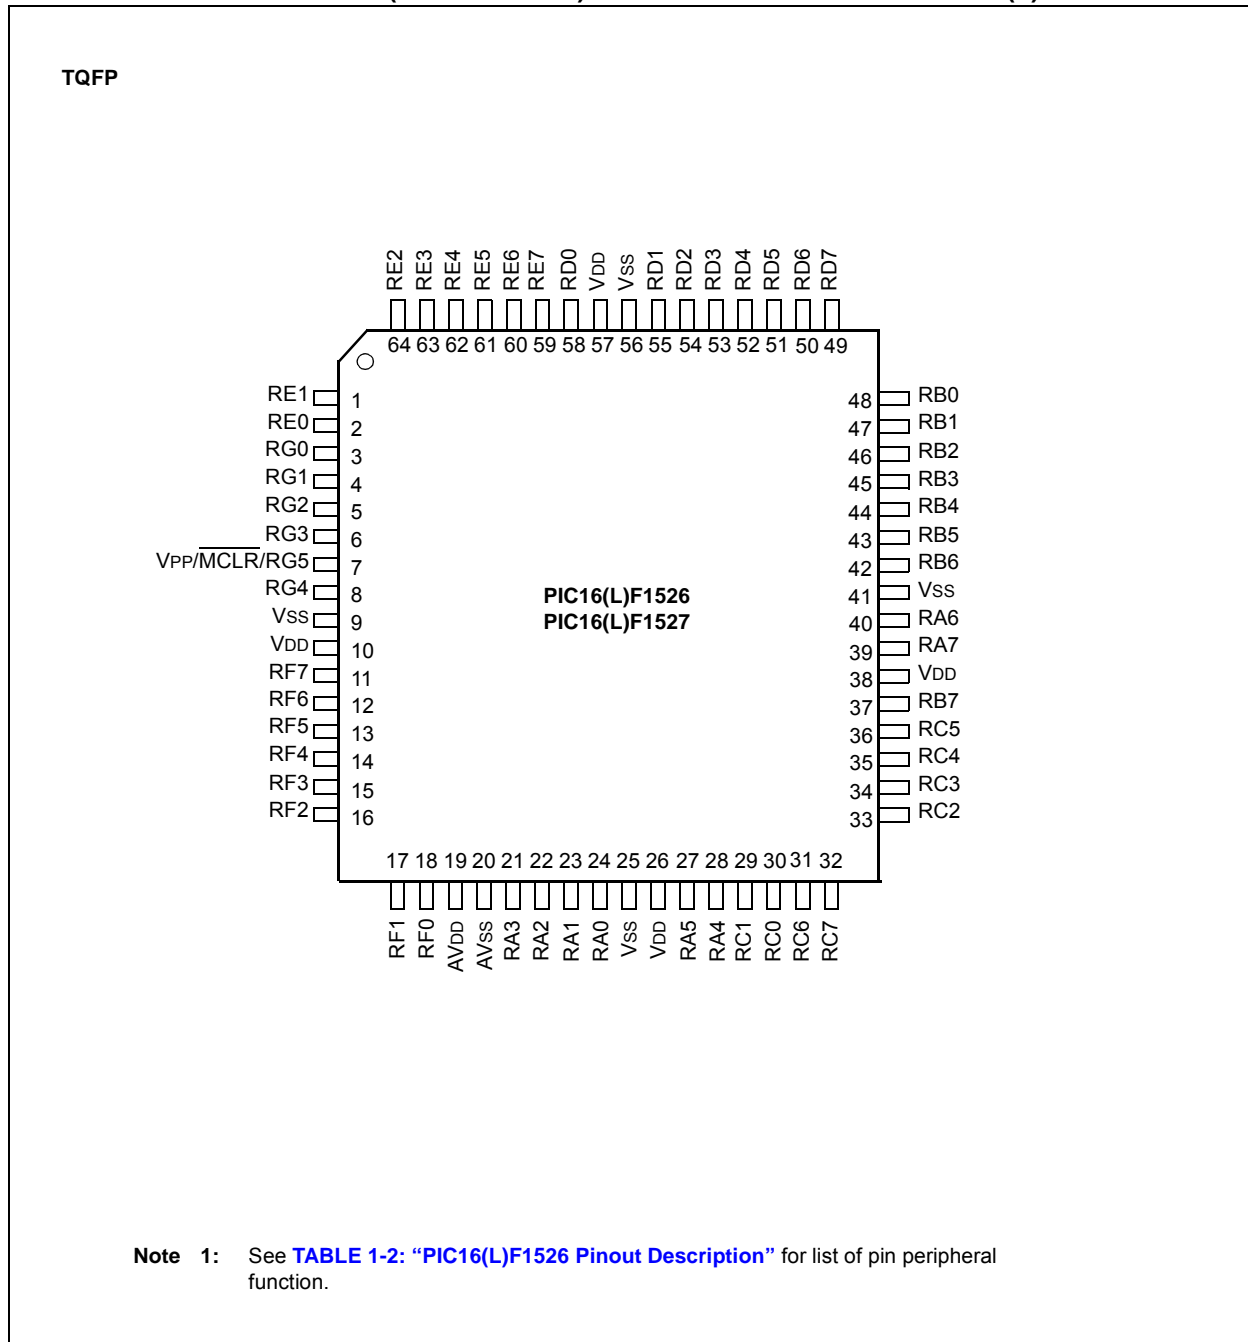 TQFP
RE2 RE3 RE4 RE5 RE6 RE7 RD0 VDD VSS RD1 RD2 RD3 RD4 RD5 RD6 RD7
64 63 62 61 60 59 58 57 56 55 54 53 52 51 50 49
RE1 1 48 RB0
RE0 2 47 RB1
RG0 3 46 RB2
RG1 4 45 RB3
RG2 5 44 RB4
RG3 6 43 RB5
VPP/MCLR/RG5 7 42 RB6
RG4 8 41 VSS
VSS 9 40 RA6
VDD 10 39 RA7
RF7 11 38 VDD
RF6 12 37 RB7
RF5 13 36 RC5
RF4 14 35 RC4
RF3 15 34 RC3
RF2 16 33 RC2
PIC16(L)F1526
PIC16(L)F1527
17 18 19 20 21 22 23 24 25 26 27 28 29 30 31 32
RF1 RF0 AVDD AVSS RA3 RA2 RA1 RA0 VSS VDD RA5 RA4 RC1 RC0 RC6 RC7
Note 1: See TABLE 1-2: “PIC16(L)F1526 Pinout Description” for list of pin peripheral
function.